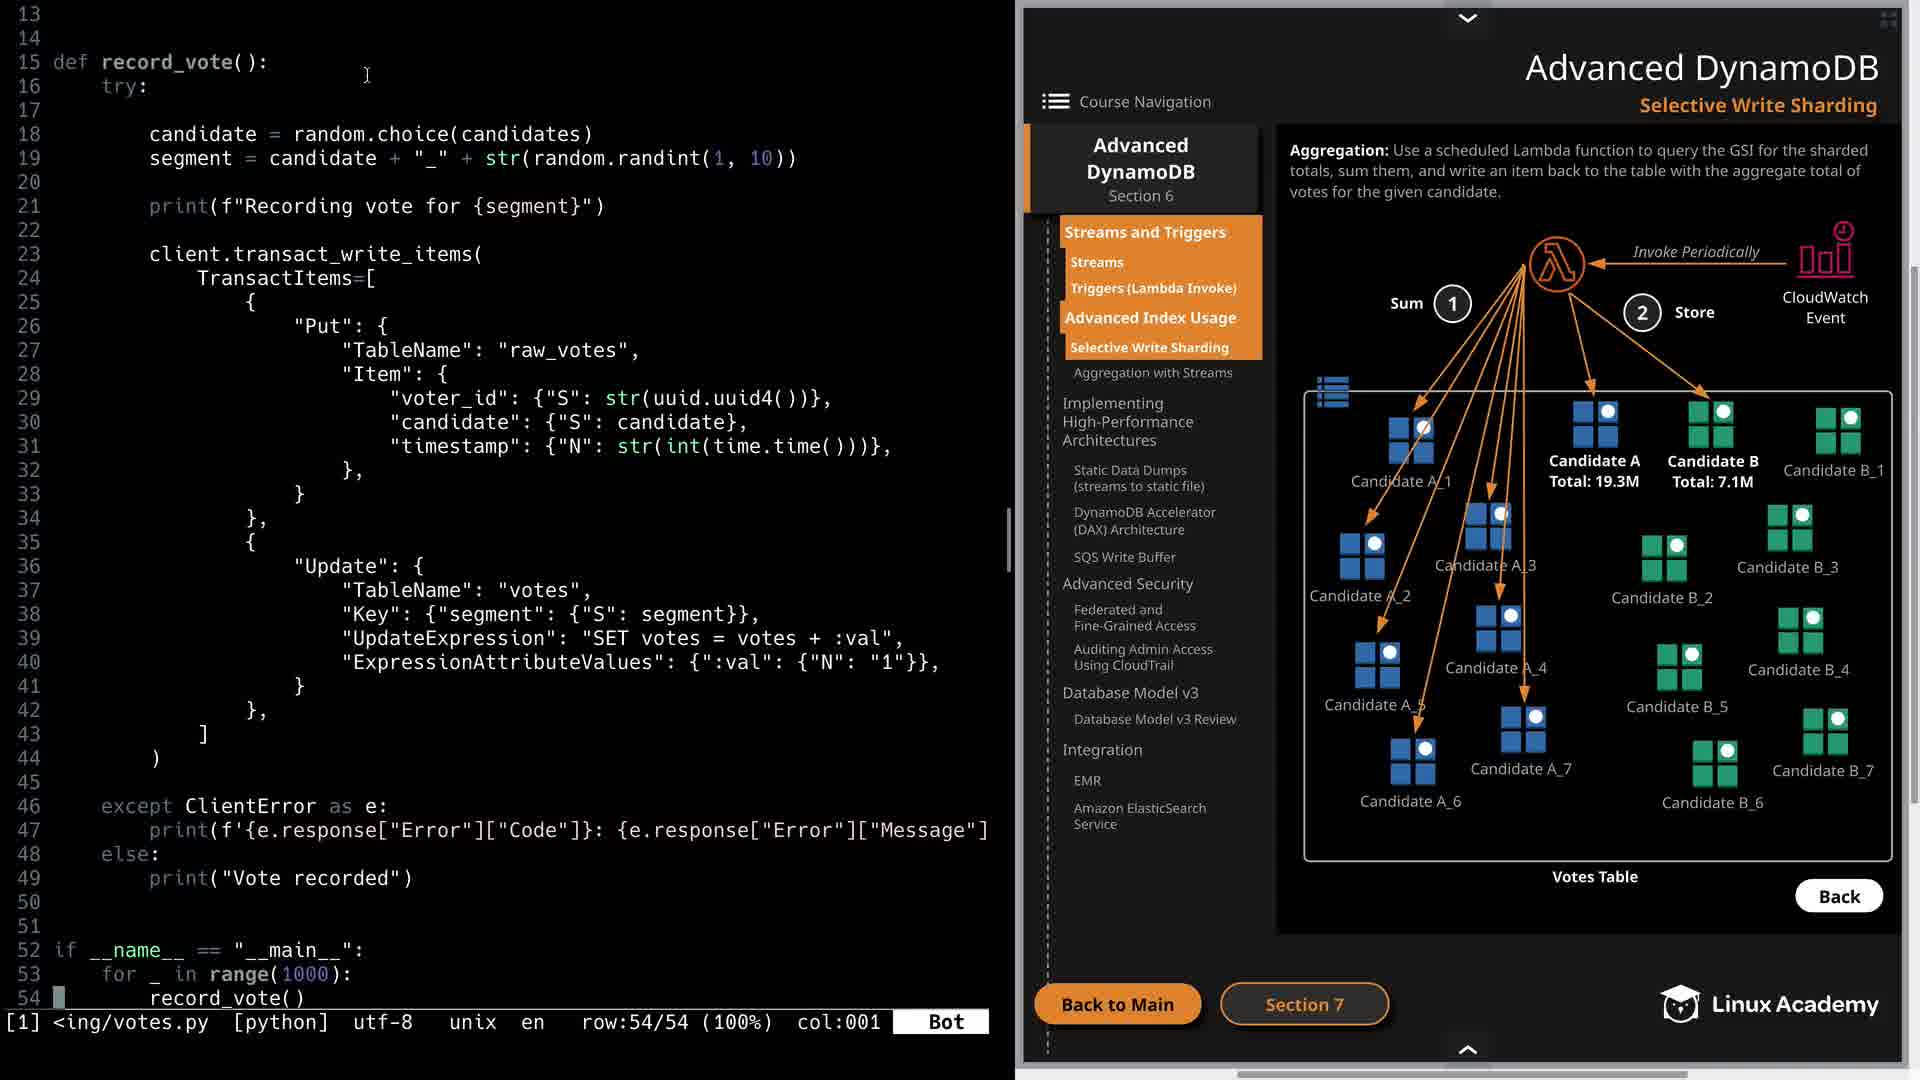 13
14
15 def record_vote():
16     try:
17
18         candidate = random.choice(candidates)
19         segment = candidate + "_" + str(random.randint(1, 10))
20
21         print(f"Recording vote for {segment}")
22
23         client.transact_write_items(
24             TransactItems=[
25                 {
26                     "Put": {
27                         "TableName": "raw_votes",
28                         "Item": {
29                             "voter_id": {"S": str(uuid.uuid4())},
30                             "candidate": {"S": candidate},
31                             "timestamp": {"N": str(int(time.time()))},
32                         },
33                     }
34                 },
35                 {
36                     "Update": {
37                         "TableName": "votes",
38                         "Key": {"segment": {"S": segment}},
39                         "UpdateExpression": "SET votes = votes + :val",
40                         "ExpressionAttributeValues": {":val": {"N": "1"}},
41                     }
42                 },
43             ]
44         )
45
46     except ClientError as e:
47         print(f'{e.response["Error"]["Code"]}: {e.response["Error"]["Message"]
48     else:
49         print("Vote recorded")
50
51
52 if __name__ == "__main__":
53     for _ in range(1000):
54         record_vote()
[1] <ing/votes.py [python] utf-8 unix en row:54/54 (100%) col:001 Bot
Advanced DynamoDB
Selective Write Sharding
Course Navigation
Advanced
DynamoDB
Section 6
Streams and Triggers
Streams
Triggers (Lambda Invoke)
Advanced Index Usage
Selective Write Sharding
Aggregation with Streams
Implementing
High-Performance
Architectures
Static Data Dumps
(streams to static file)
DynamoDB Accelerator
(DAX) Architecture
SQS Write Buffer
Advanced Security
Federated and
Fine-Grained Access
Auditing Admin Access
Using CloudTrail
Database Model v3
Database Model v3 Review
Integration
EMR
Amazon ElasticSearch
Service
Aggregation: Use a scheduled Lambda function to query the GSI for the sharded
totals, sum them, and write an item back to the table with the aggregate total of
votes for the given candidate.
Invoke Periodically
CloudWatch
Event
Sum 1
2 Store
Candidate A_1
Candidate A
Total: 19.3M
Candidate B
Total: 7.1M
Candidate B_1
Candidate A_2
Candidate A_3
Candidate B_2
Candidate B_3
Candidate A_4
Candidate B_4
Candidate A_5
Candidate B_5
Candidate A_6
Candidate A_7
Candidate B_6
Candidate B_7
Votes Table
Back
Back to Main
Section 7
Linux Academy